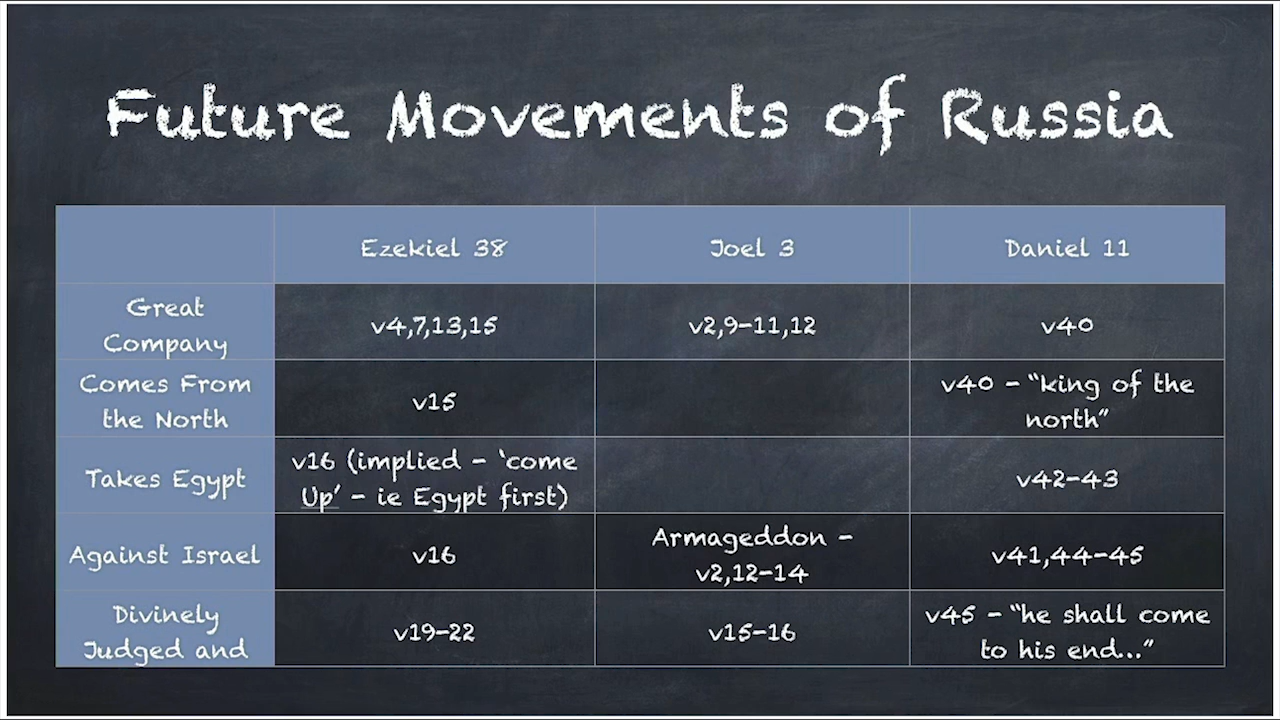 Future Movements of Russia
Ezekiel 38 Joel 3 Daniel 11
Great
Company
v4,7,13,15 v2,9-11,12 v40
Comes From
the North
v15
v40 - “king of the
north”
Takes Egypt
v16 (implied - ‘come
Up’ - ie Egypt first)
v42-43
Against Israel
v16
Armageddon -
v2,12-14
v41,44-45
Divinely
Judged and
v19-22
v15-16
v45 - “he shall come
to his end...”